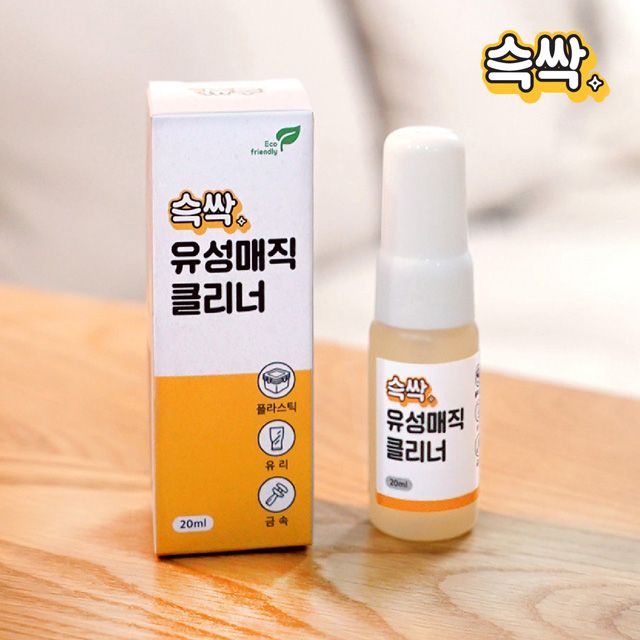 슥싹
Eco
friendly
슥싹
유성매직
클리너
플라스틱
유리
금속
20ml
슥싹
유성매직
클리너
20ml